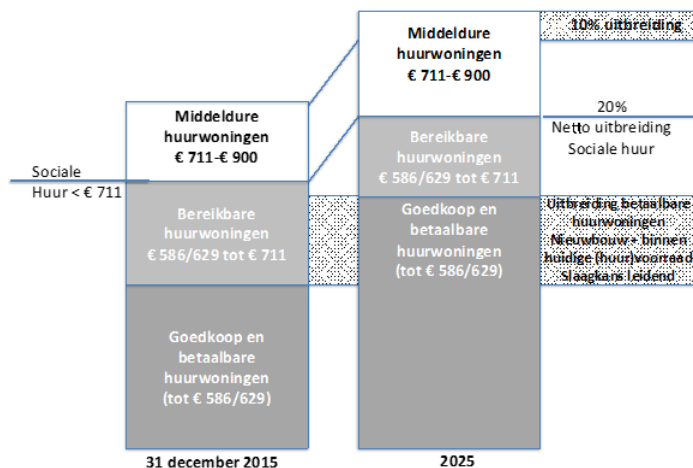 Middeldure
huurwoningen
€ 711-€ 900
10% uitbreiding
Middeldure
huurwoningen
€ 711-€ 900
20%
Netto uitbreiding
Sociale huur
Bereikbare
huurwoningen
€ 586/629 tot € 711
Sociale
Huur < € 711
Bereikbare
huurwoningen
€ 586/629 tot € 711
Goedkoop en
betaalbare
huurwoningen
(tot € 586/629)
Uitbreiding betaalbare
huurwoningen
Nieuwbouw + binnen
huidige (huur)voorraad
Slaagkans leidend
Goedkoop en
betaalbare
huurwoningen
(tot € 586/629)
31 december 2015
2025